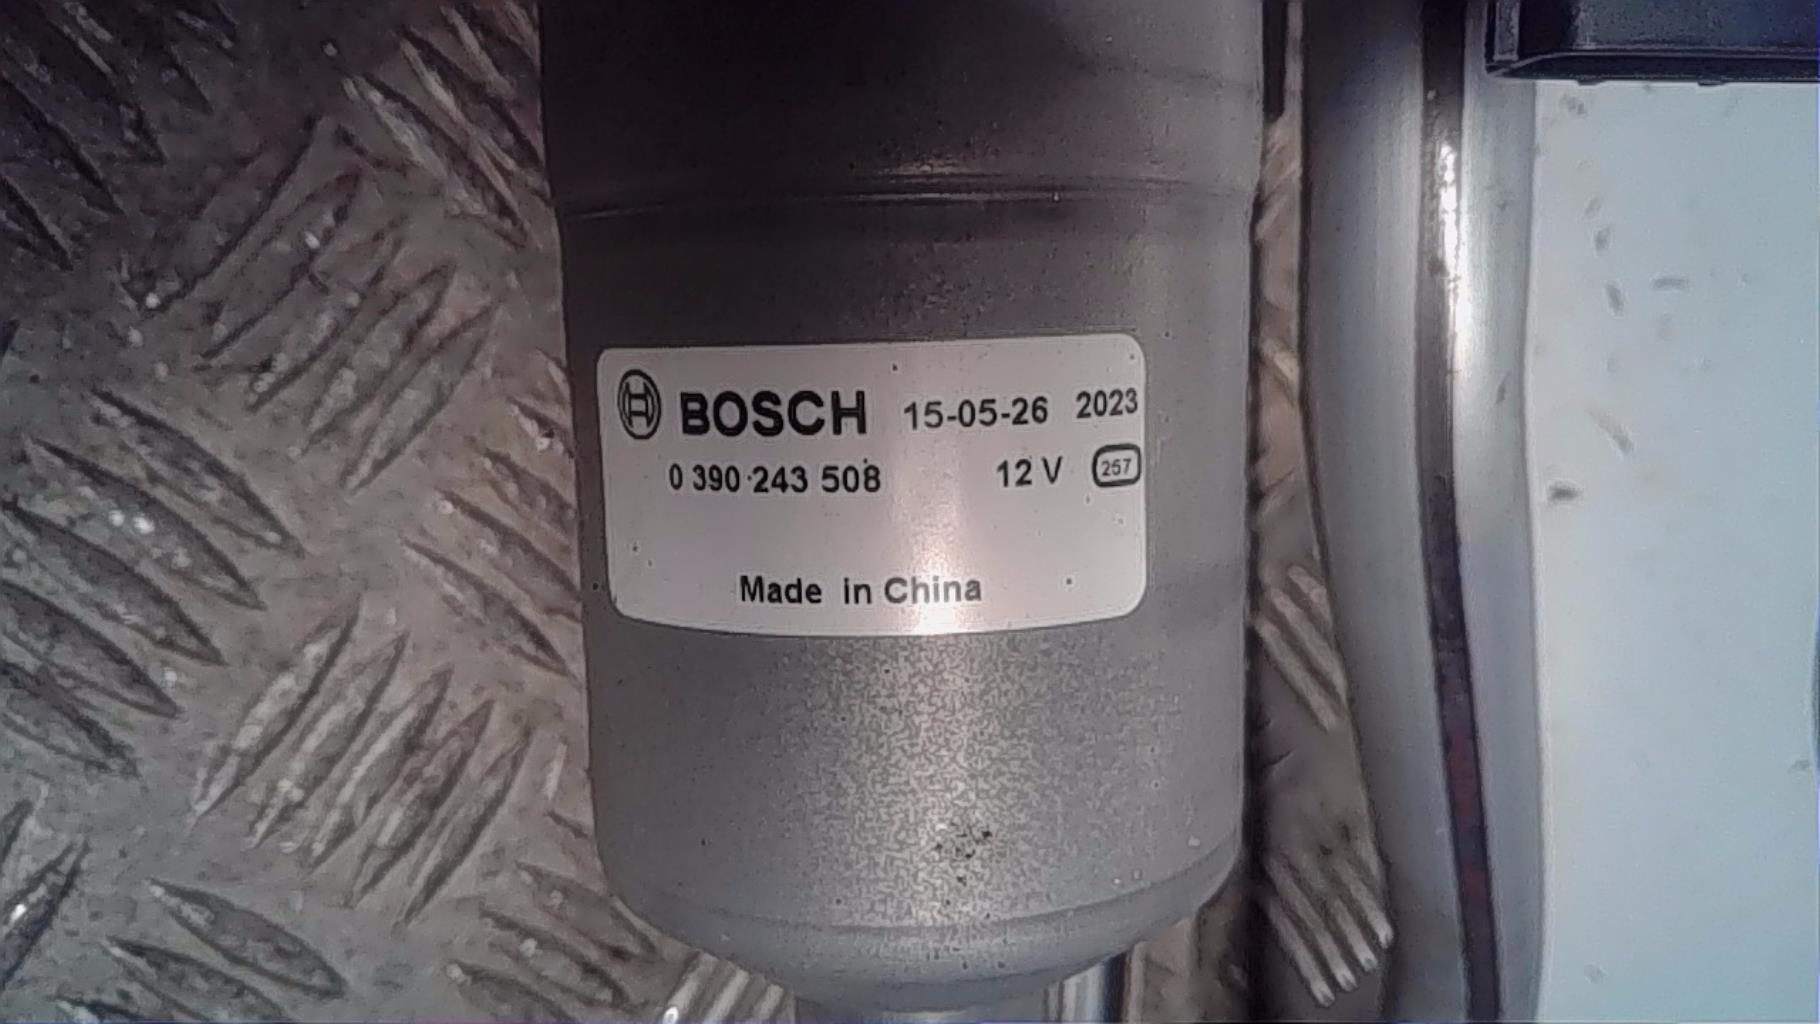 BOSCH 15-05-26 2023
0 390 243 508 12 V 257
Made in China